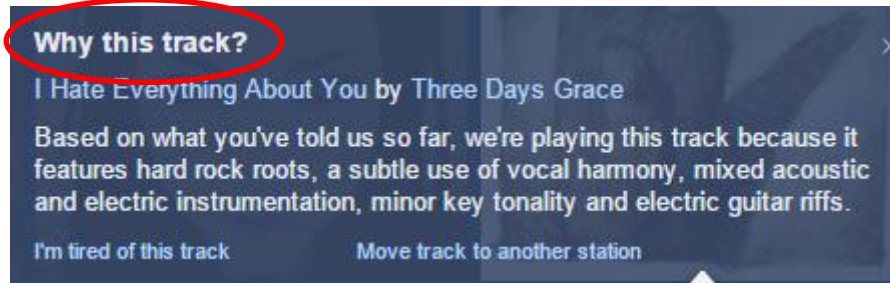 Why this track?
I Hate Everything About You by Three Days Grace
Based on what you've told us so far, we're playing this track because it
features hard rock roots, a subtle use of vocal harmony, mixed acoustic
and electric instrumentation, minor key tonality and electric guitar riffs.
I'm tired of this track Move track to another station